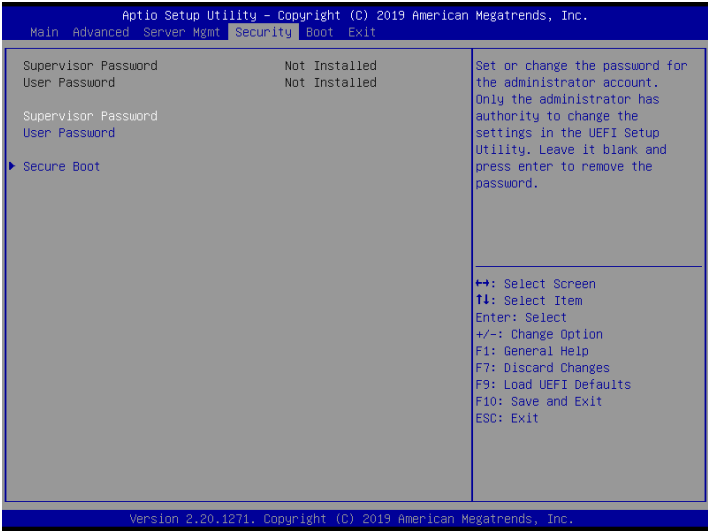 Aptio Setup Utility – Copyright (C) 2019 American Megatrends, Inc.
Main Advanced Server Mgmt Security Boot Exit
Supervisor Password Not Installed
User Password Not Installed
Supervisor Password
User Password
Secure Boot
Set or change the password for
the administrator account.
Only the administrator has
authority to change the
settings in the UEFI Setup
Utility. Leave it blank and
press enter to remove the
password.
↔: Select Screen
↑↓: Select Item
Enter: Select
+/-: Change Option
F1: General Help
F7: Discard Changes
F9: Load UEFI Defaults
F10: Save and Exit
ESC: Exit
Version 2.20.1271. Copyright (C) 2019 American Megatrends, Inc.